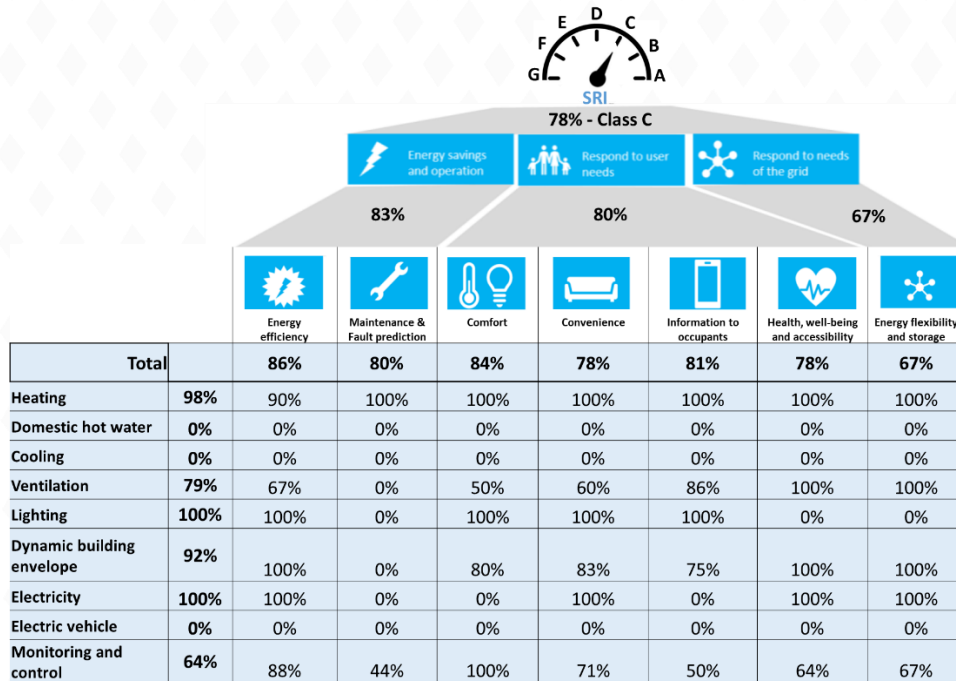 D
E C
F B
G A
SRI
78% - Class C
Energy savings and operation
Respond to user needs
Respond to needs of the grid
83% 80% 67%
Energy efficiency
Maintenance & Fault prediction
Comfort
Convenience
Information to occupants
Health, well-being and accessibility
Energy flexibility and storage
Total 86% 80% 84% 78% 81% 78% 67%
Heating 98% 90% 100% 100% 100% 100% 100% 100%
Domestic hot water 0% 0% 0% 0% 0% 0% 0% 0%
Cooling 0% 0% 0% 0% 0% 0% 0% 0%
Ventilation 79% 67% 0% 50% 60% 86% 100% 100%
Lighting 100% 100% 0% 100% 100% 100% 0% 0%
Dynamic building envelope 92% 100% 0% 80% 83% 75% 100% 100%
Electricity 100% 100% 0% 0% 100% 0% 100% 100%
Electric vehicle 0% 0% 0% 0% 0% 0% 0% 0%
Monitoring and control 64% 88% 44% 100% 71% 50% 64% 67%